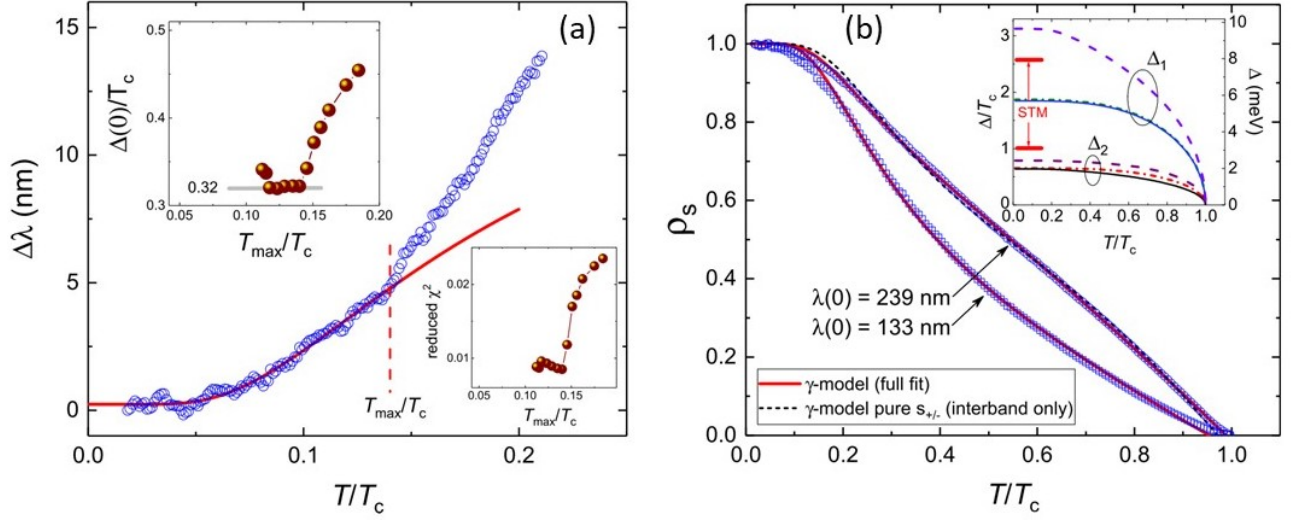 (a)
15
10
5
0
Δλ (nm)
0.0
0.1
0.2
T/Tc
0.5
0.4
0.3
0.32
Δ(0)/Tc
0.05
0.10
0.15
0.20
Tmax/Tc
0.02
0.01
reduced χ²
0.05
0.10
0.15
Tmax/Tc
Tmax/Tc
(b)
1.0
0.8
0.6
0.4
0.2
0.0
ρs
0.0
0.2
0.4
0.6
0.8
1.0
T/Tc
3
2
1
0
Δ/Tc
10
8
6
4
2
0
Δ (meV)
0.0
0.2
0.4
0.6
0.8
1.0
T/Tc
STM
Δ1
Δ2
λ(0) = 239 nm
λ(0) = 133 nm
γ-model (full fit)
γ-model pure s+/- (interband only)